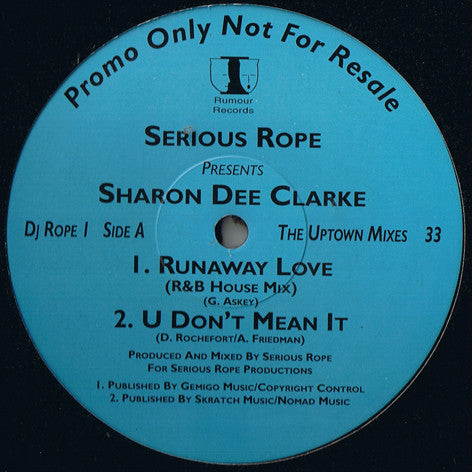 Promo Only Not For Resale
Rumour
Records
SERIOUS ROPE
PRESENTS
SHARON DEE CLARKE
DJ ROPE 1 SIDE A THE UPTOWN MIXES 33
1. RUNAWAY LOVE
(R&B HOUSE MIX)
(G. ASKEY)
2. U DON'T MEAN IT
(D. ROCHEFORT/A. FRIEDMAN)
PRODUCED AND MIXED BY SERIOUS ROPE
FOR SERIOUS ROPE PRODUCTIONS
1. PUBLISHED BY GEMIGO MUSIC/COPYRIGHT CONTROL
2. PUBLISHED BY SKRATCH MUSIC/NOMAD MUSIC